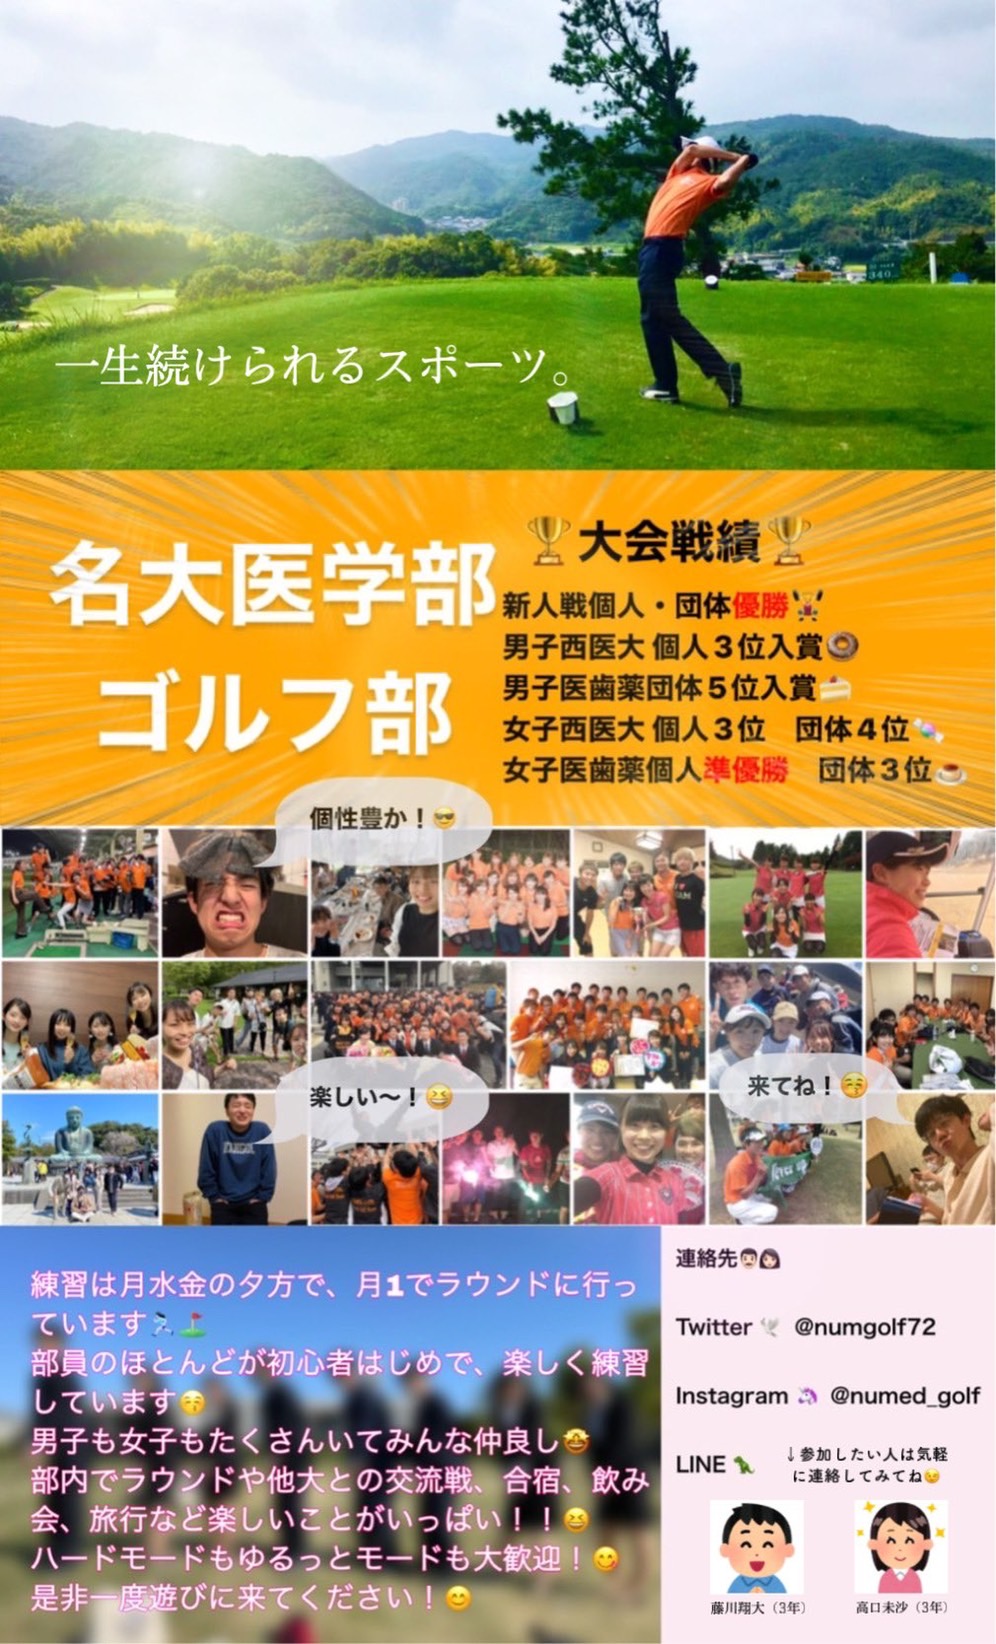 一生続けられるスポーツ。
名大医学部
ゴルフ部
🏆大会戦績🏆
新人戦個人・団体優勝🏋️
男子西医大 個人３位入賞🍩
男子医歯薬団体５位入賞🍰
女子西医大 個人３位　団体４位🍬
女子医歯薬個人準優勝　団体３位🍮
個性豊か！😎
楽しい〜！😆
来てね！😚
練習は月水金の夕方で、月1でラウンドに行っ
ています🏃⛳
部員のほとんどが初心者はじめで、楽しく練習
しています😚
男子も女子もたくさんいてみんな仲良し🤩
部内でラウンドや他大との交流戦、合宿、飲み
会、旅行など楽しいことがいっぱい！！😆
ハードモードもゆるっとモードも大歓迎！😋
是非一度遊びに来てください！😊
連絡先👨🏻👩🏻
Twitter 🕊 @numgolf72
Instagram 🦄 @numed_golf
LINE 🦖
↓参加したい人は気軽
に連絡してみてね😉
藤川翔大（3年）
高口未沙（3年）